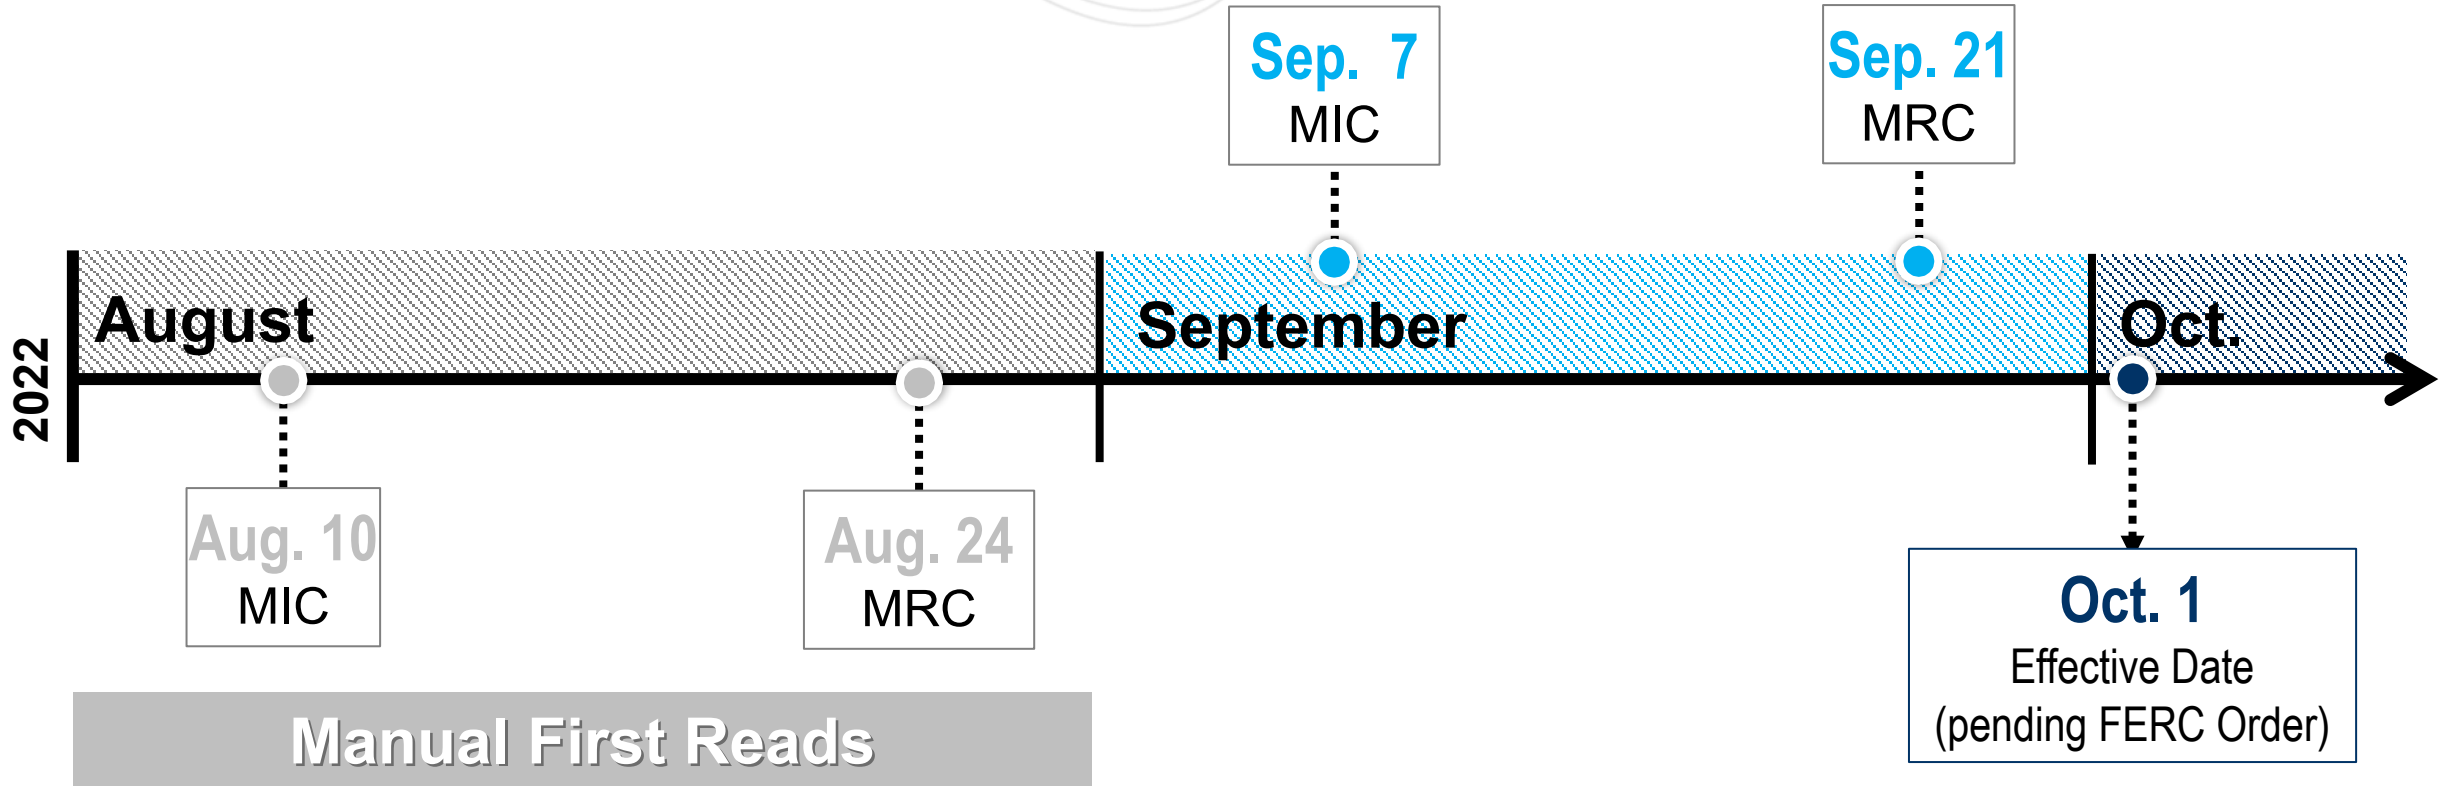 Sep. 7
MIC
Sep. 21
MRC
2022
August
September
Oct.
Aug. 10
MIC
Aug. 24
MRC
Oct. 1
Effective Date
(pending FERC Order)
Manual First Reads